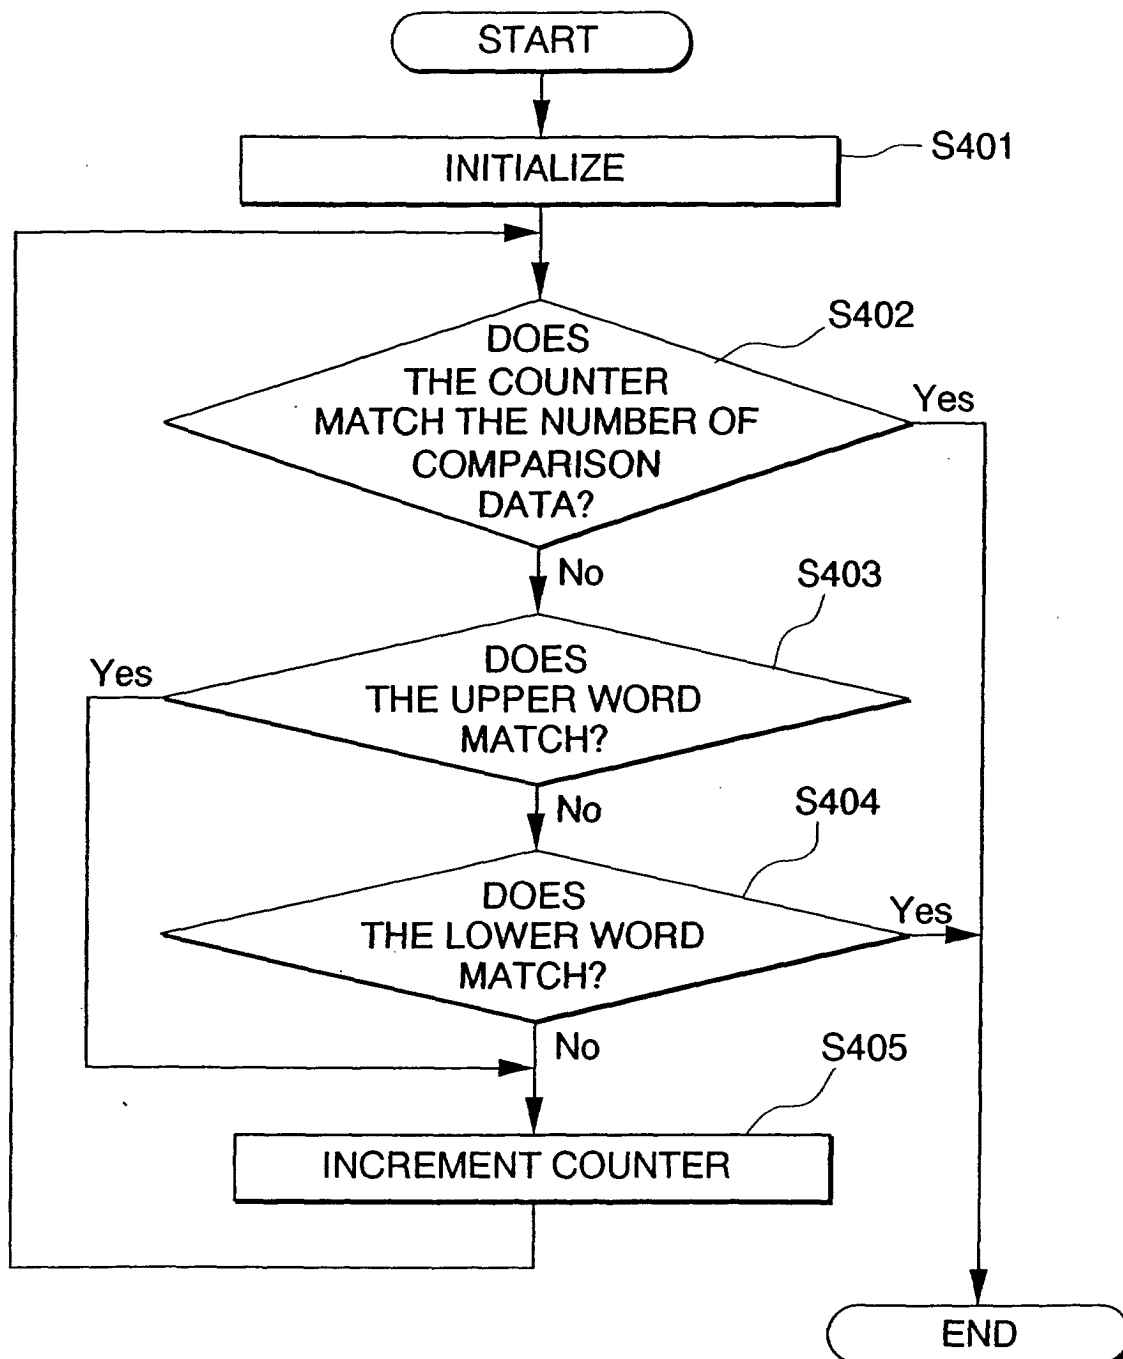 START
INITIALIZE
S401
S402
DOES
THE COUNTER
MATCH THE NUMBER OF
COMPARISON
DATA?
Yes
No
S403
DOES
THE UPPER WORD
MATCH?
Yes
No
S404
DOES
THE LOWER WORD
MATCH?
Yes
No
S405
INCREMENT COUNTER
END